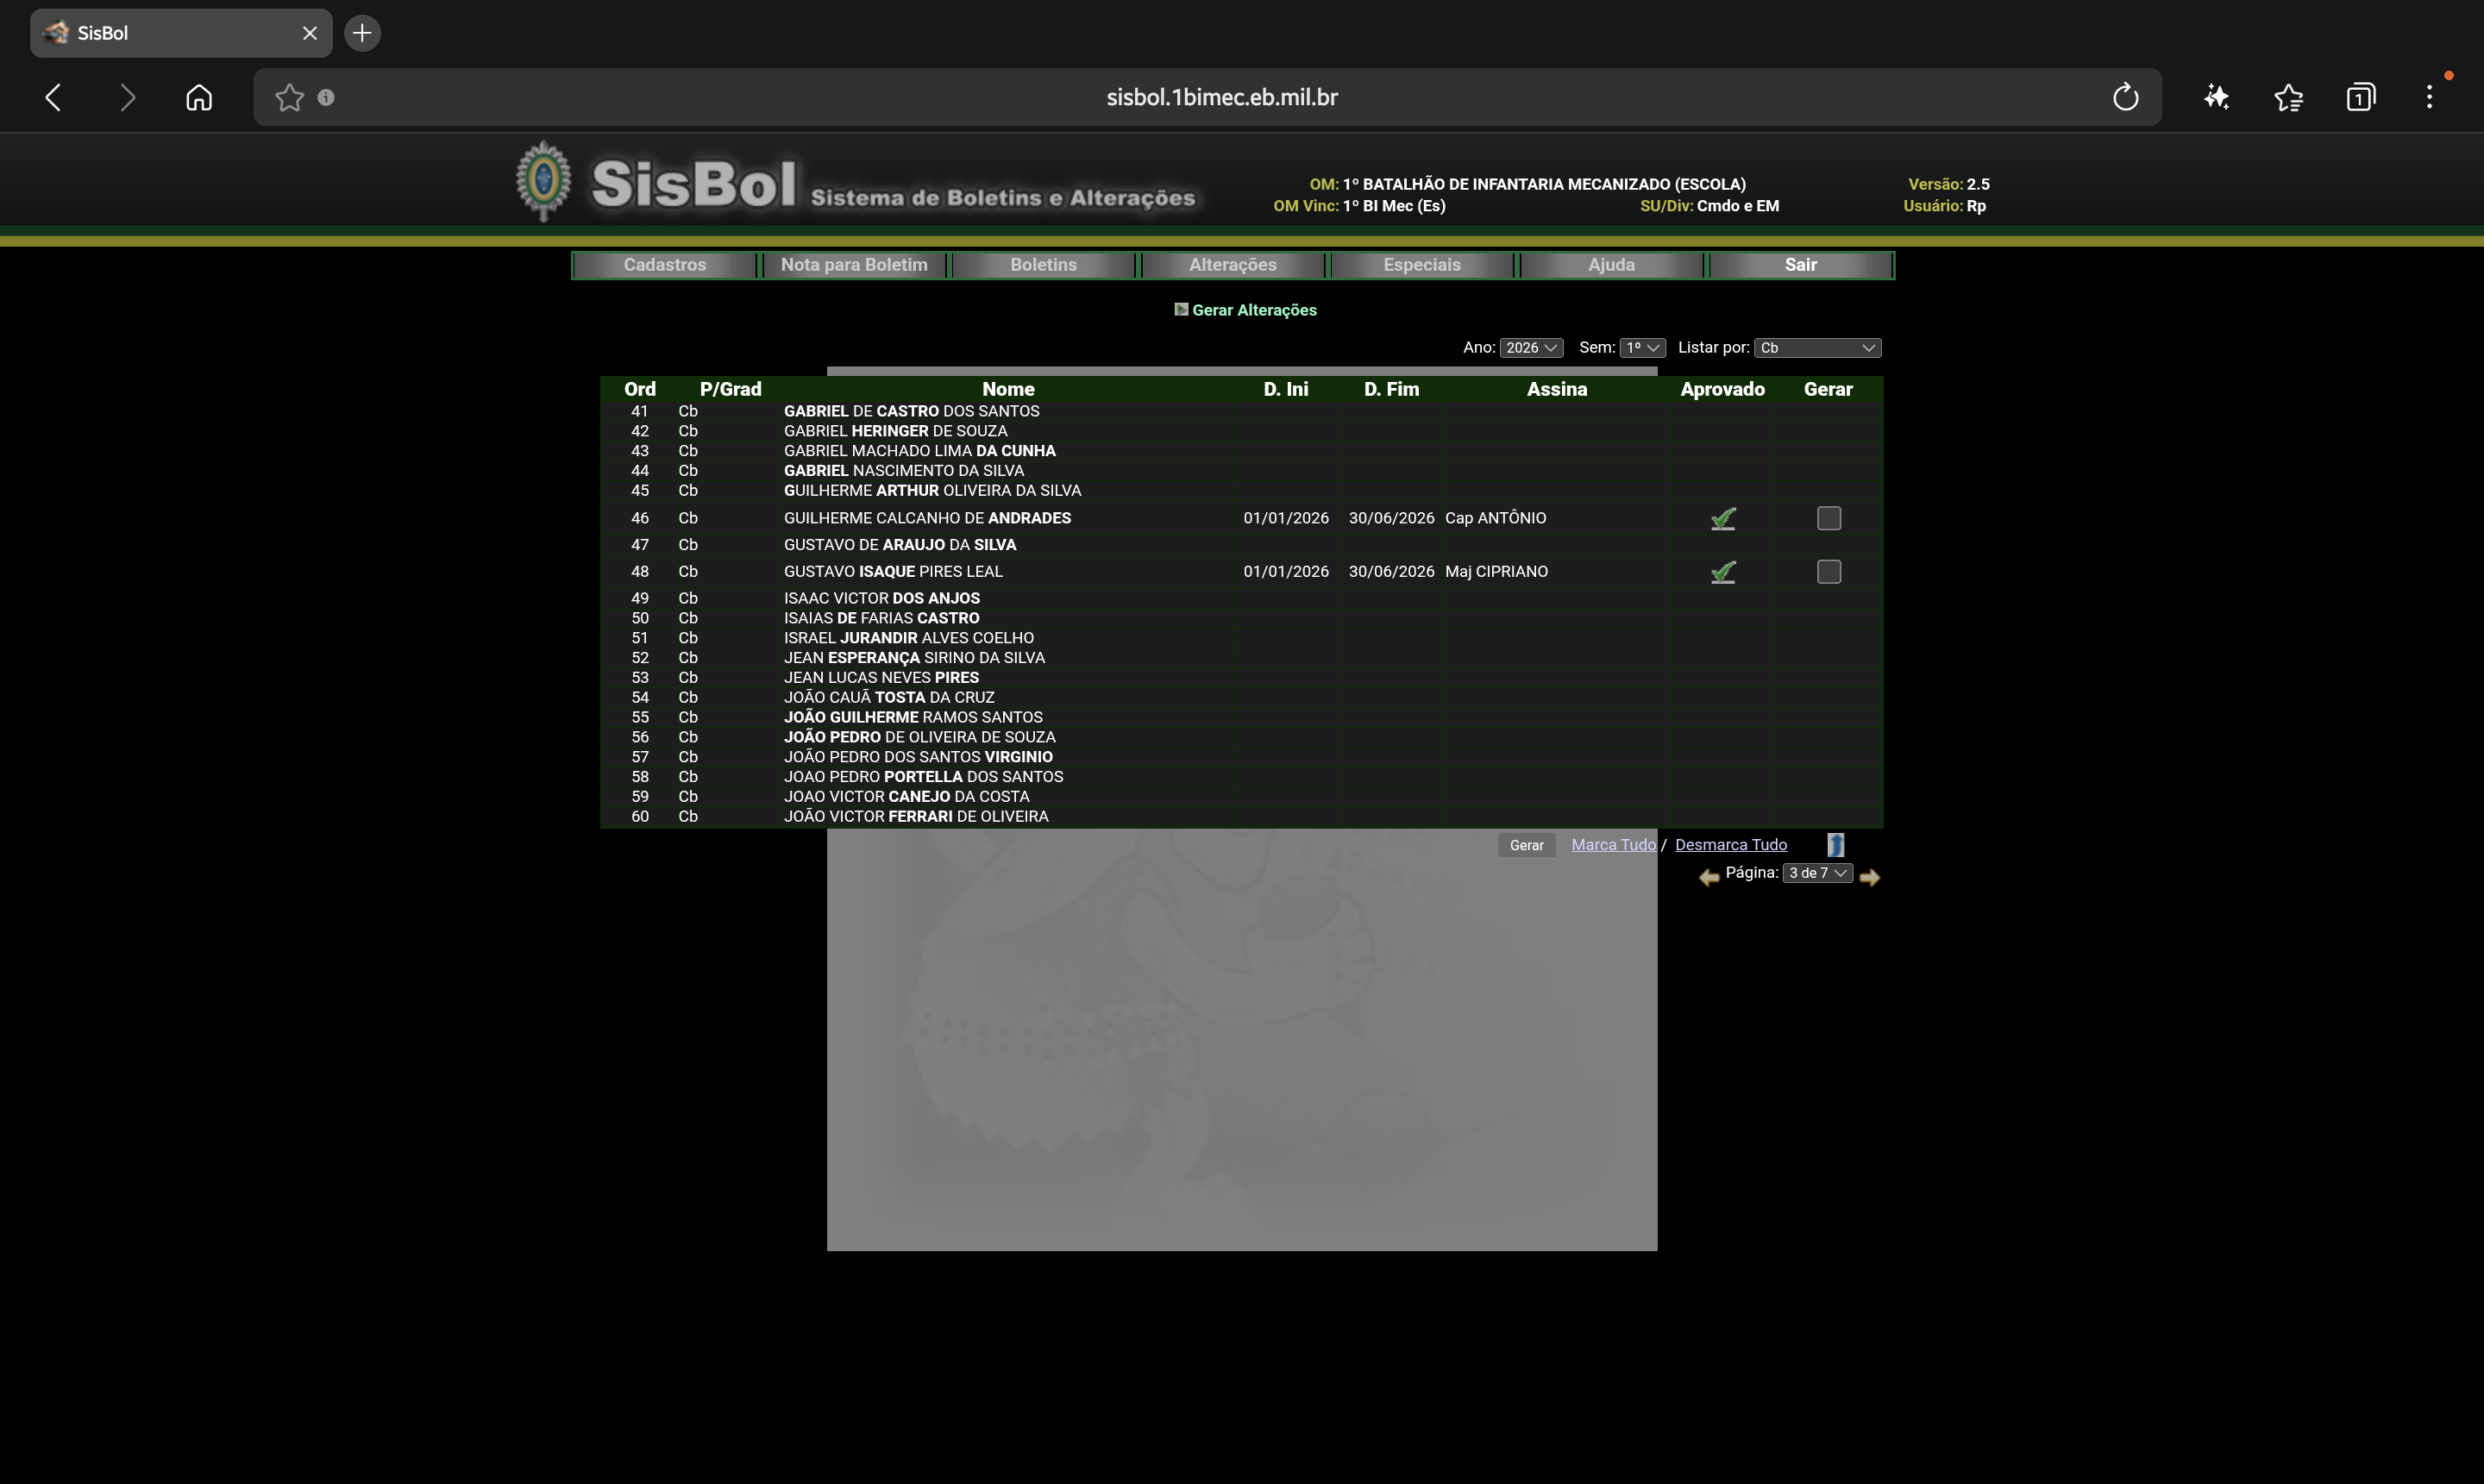 SisBol
sisbol.1bimec.eb.mil.br
1
SisBol Sistema de Boletins e Alterações
OM: 1º BATALHÃO DE INFANTARIA MECANIZADO (ESCOLA) Versão: 2.5
OM Vinc: 1º BI Mec (Es) SU/Div: Cmdo e EM Usuário: Rp
Cadastros Nota para Boletim Boletins Alterações Especiais Ajuda Sair
Gerar Alterações
Ano: 2026 Sem: 1º Listar por: Cb
Ord P/Grad Nome D. Ini D. Fim Assina Aprovado Gerar
41 Cb GABRIEL DE CASTRO DOS SANTOS
42 Cb GABRIEL HERINGER DE SOUZA
43 Cb GABRIEL MACHADO LIMA DA CUNHA
44 Cb GABRIEL NASCIMENTO DA SILVA
45 Cb GUILHERME ARTHUR OLIVEIRA DA SILVA
46 Cb GUILHERME CALCANHO DE ANDRADES 01/01/2026 30/06/2026 Cap ANTÔNIO
47 Cb GUSTAVO DE ARAUJO DA SILVA
48 Cb GUSTAVO ISAQUE PIRES LEAL 01/01/2026 30/06/2026 Maj CIPRIANO
49 Cb ISAAC VICTOR DOS ANJOS
50 Cb ISAIAS DE FARIAS CASTRO
51 Cb ISRAEL JURANDIR ALVES COELHO
52 Cb JEAN ESPERANÇA SIRINO DA SILVA
53 Cb JEAN LUCAS NEVES PIRES
54 Cb JOÃO CAUÃ TOSTA DA CRUZ
55 Cb JOÃO GUILHERME RAMOS SANTOS
56 Cb JOÃO PEDRO DE OLIVEIRA DE SOUZA
57 Cb JOÃO PEDRO DOS SANTOS VIRGINIO
58 Cb JOAO PEDRO PORTELLA DOS SANTOS
59 Cb JOAO VICTOR CANEJO DA COSTA
60 Cb JOÃO VICTOR FERRARI DE OLIVEIRA
Gerar Marca Tudo / Desmarca Tudo
Página: 3 de 7